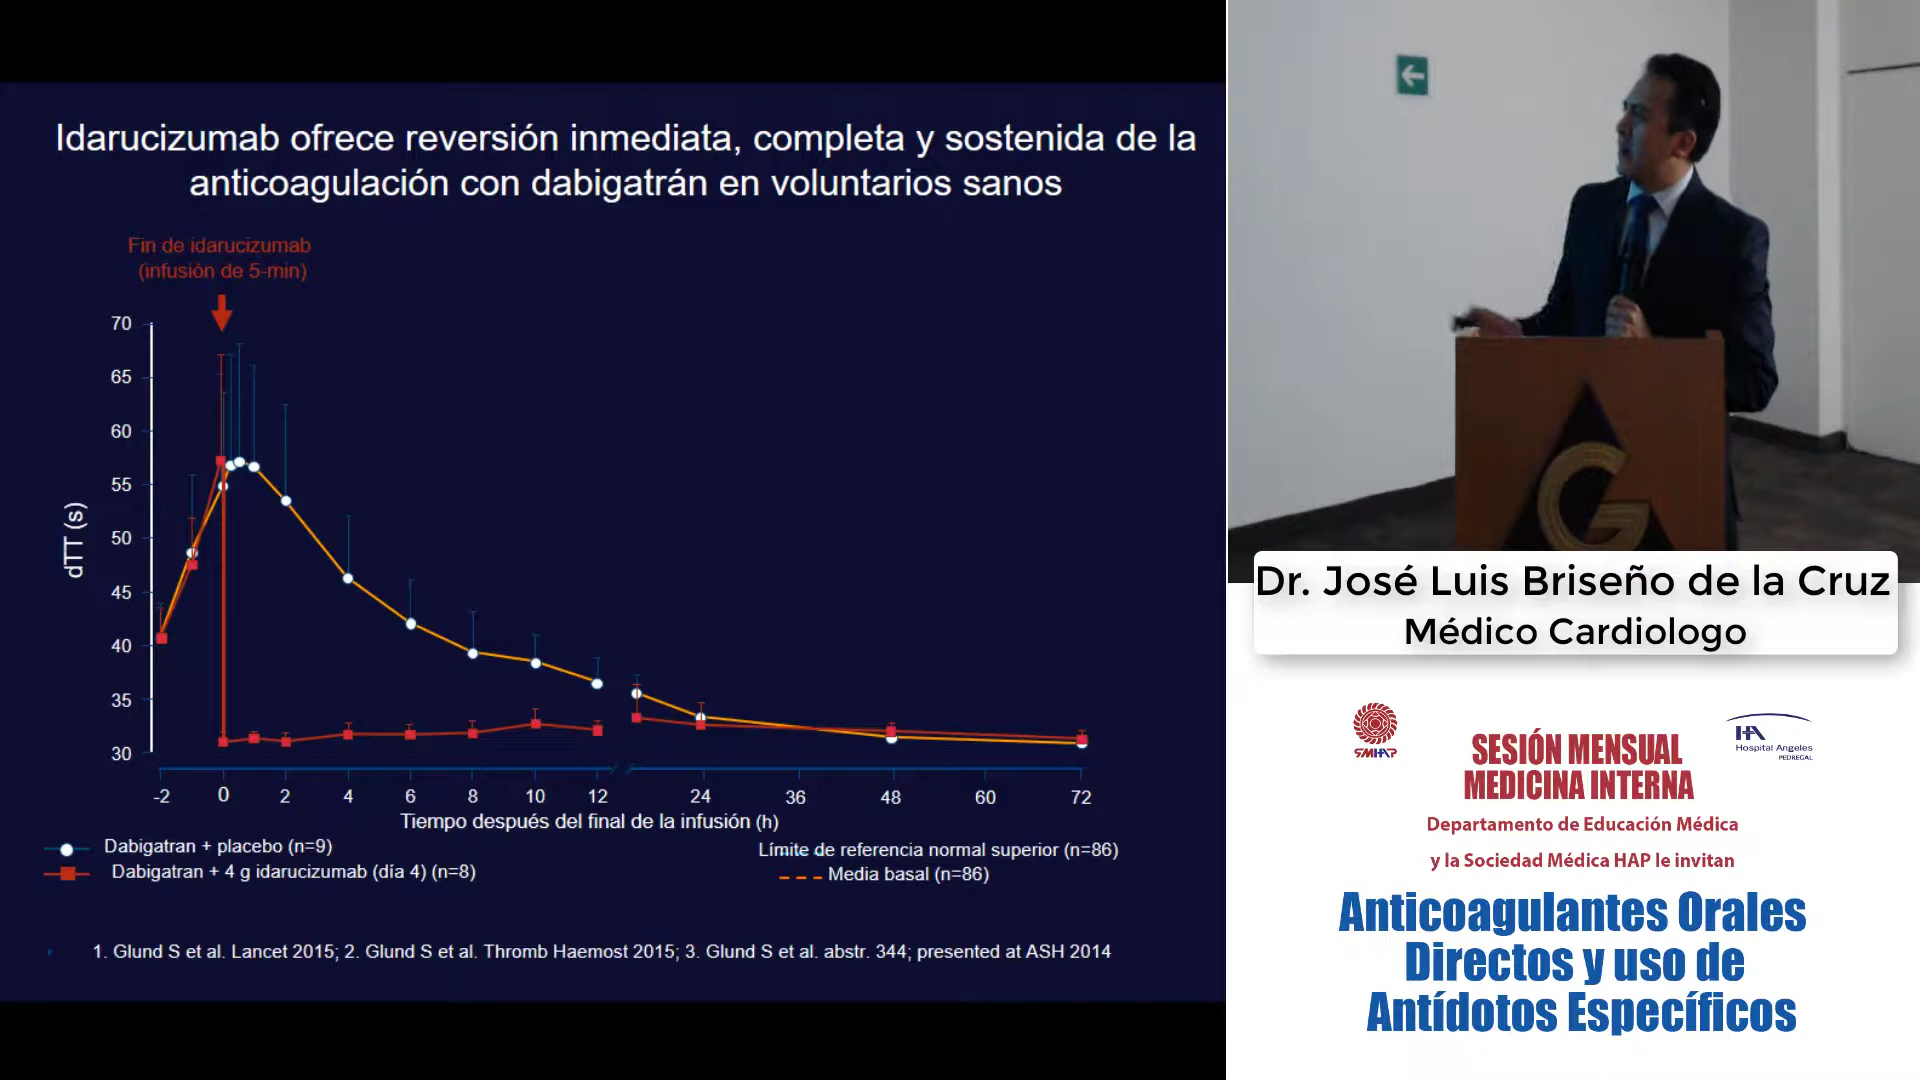 Idarucizumab ofrece reversión inmediata, completa y sostenida de la
anticoagulación con dabigatrán en voluntarios sanos
Fin de idarucizumab
(infusión de 5-min)
70
65
60
55
50
45
40
35
30
dTT (s)
-2 0 2 4 6 8 10 12 24 36 48 60 72
Tiempo después del final de la infusión (h)
Dabigatran + placebo (n=9)
Dabigatran + 4 g idarucizumab (día 4) (n=8)
Límite de referencia normal superior (n=86)
Media basal (n=86)
1. Glund S et al. Lancet 2015; 2. Glund S et al. Thromb Haemost 2015; 3. Glund S et al. abstr. 344; presented at ASH 2014
G
Dr. José Luis Briseño de la Cruz
Médico Cardiologo
SMHAP
HA
Hospital Angeles
PEDREGAL
SESIÓN MENSUAL
MEDICINA INTERNA
Departamento de Educación Médica
y la Sociedad Médica HAP le invitan
Anticoagulantes Orales
Directos y uso de
Antídotos Específicos